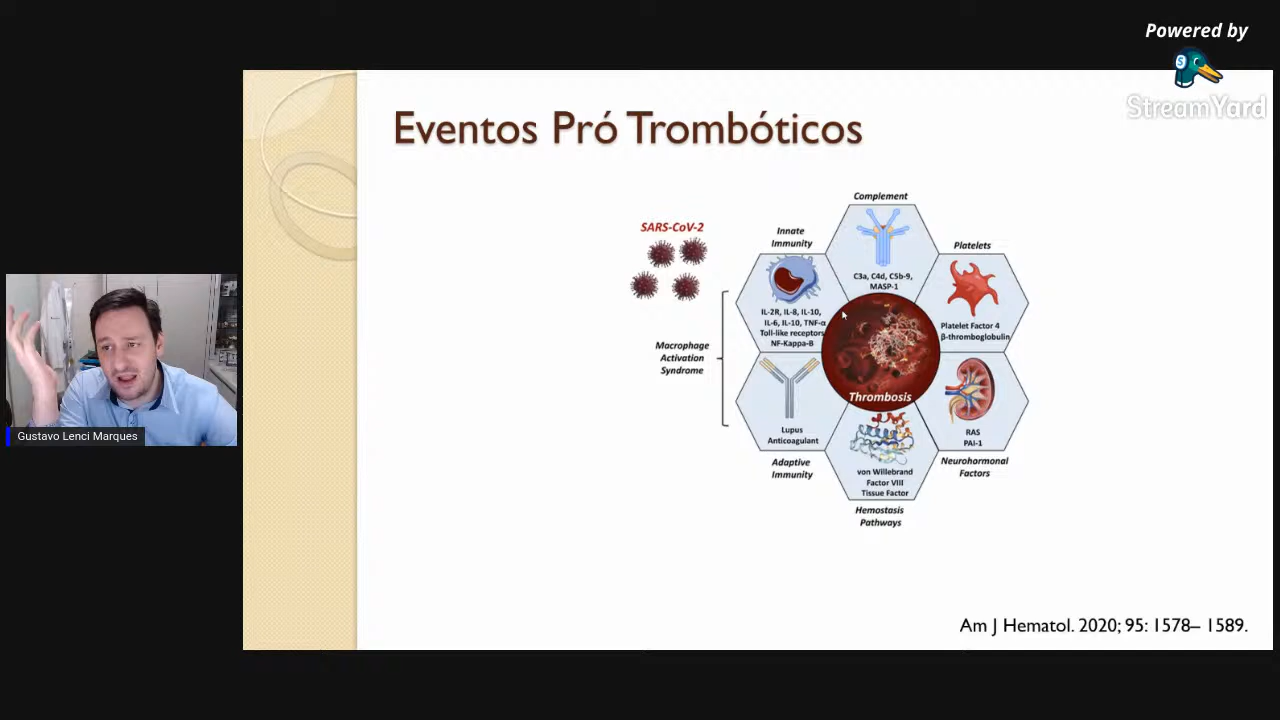 Powered by
StreamYard
Eventos Pró Trombóticos
SARS-CoV-2
Macrophage
Activation
Syndrome
Innate
Immunity
IL-2R, IL-8, IL-10,
IL-6, IL-10, TNF-α
Toll-like receptors
NF-Kappa-B
Complement
C3a, C4d, C5b-9,
MASP-1
Platelets
Platelet Factor 4
β-thromboglobulin
Thrombosis
Lupus
Anticoagulant
Adaptive
Immunity
von Willebrand
Factor VIII
Tissue Factor
Hemostasis
Pathways
RAS
PAI-1
Neurohormonal
Factors
Gustavo Lenci Marques
Am J Hematol. 2020; 95: 1578– 1589.